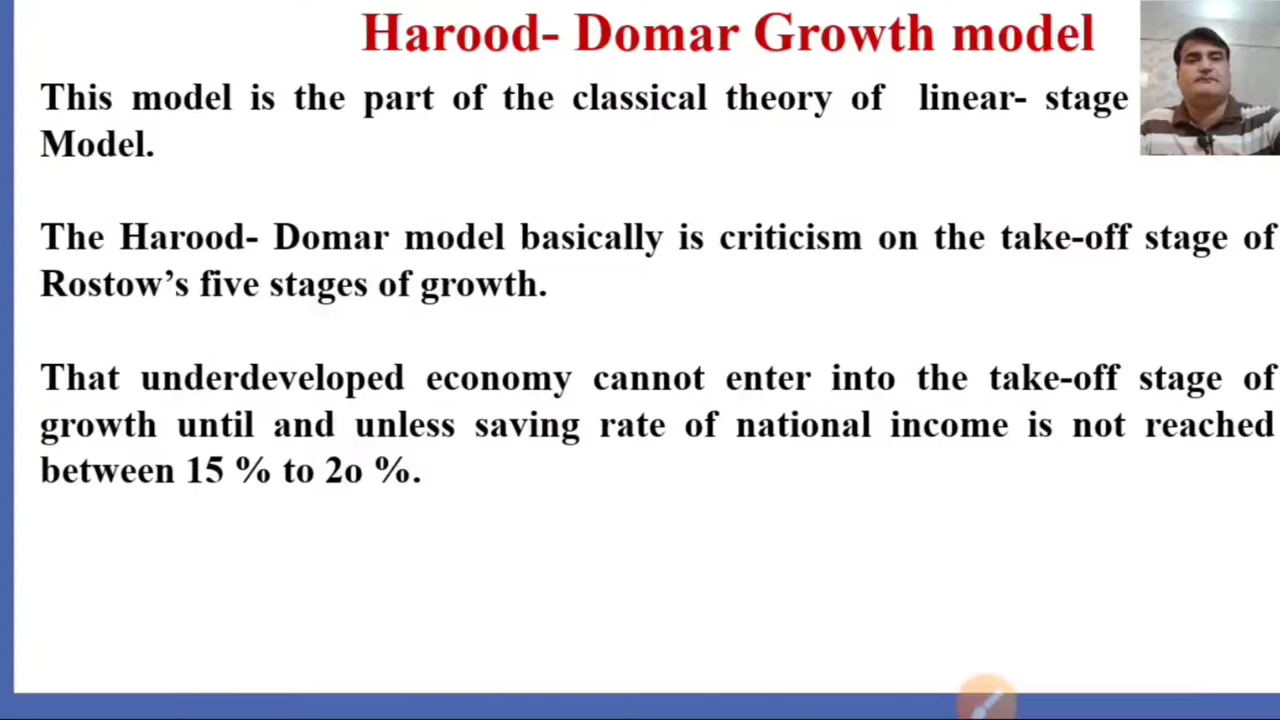 Harood- Domar Growth model
This model is the part of the classical theory of linear- stage
Model.
The Harood- Domar model basically is criticism on the take-off stage of
Rostow’s five stages of growth.
That underdeveloped economy cannot enter into the take-off stage of
growth until and unless saving rate of national income is not reached
between 15 % to 2o %.